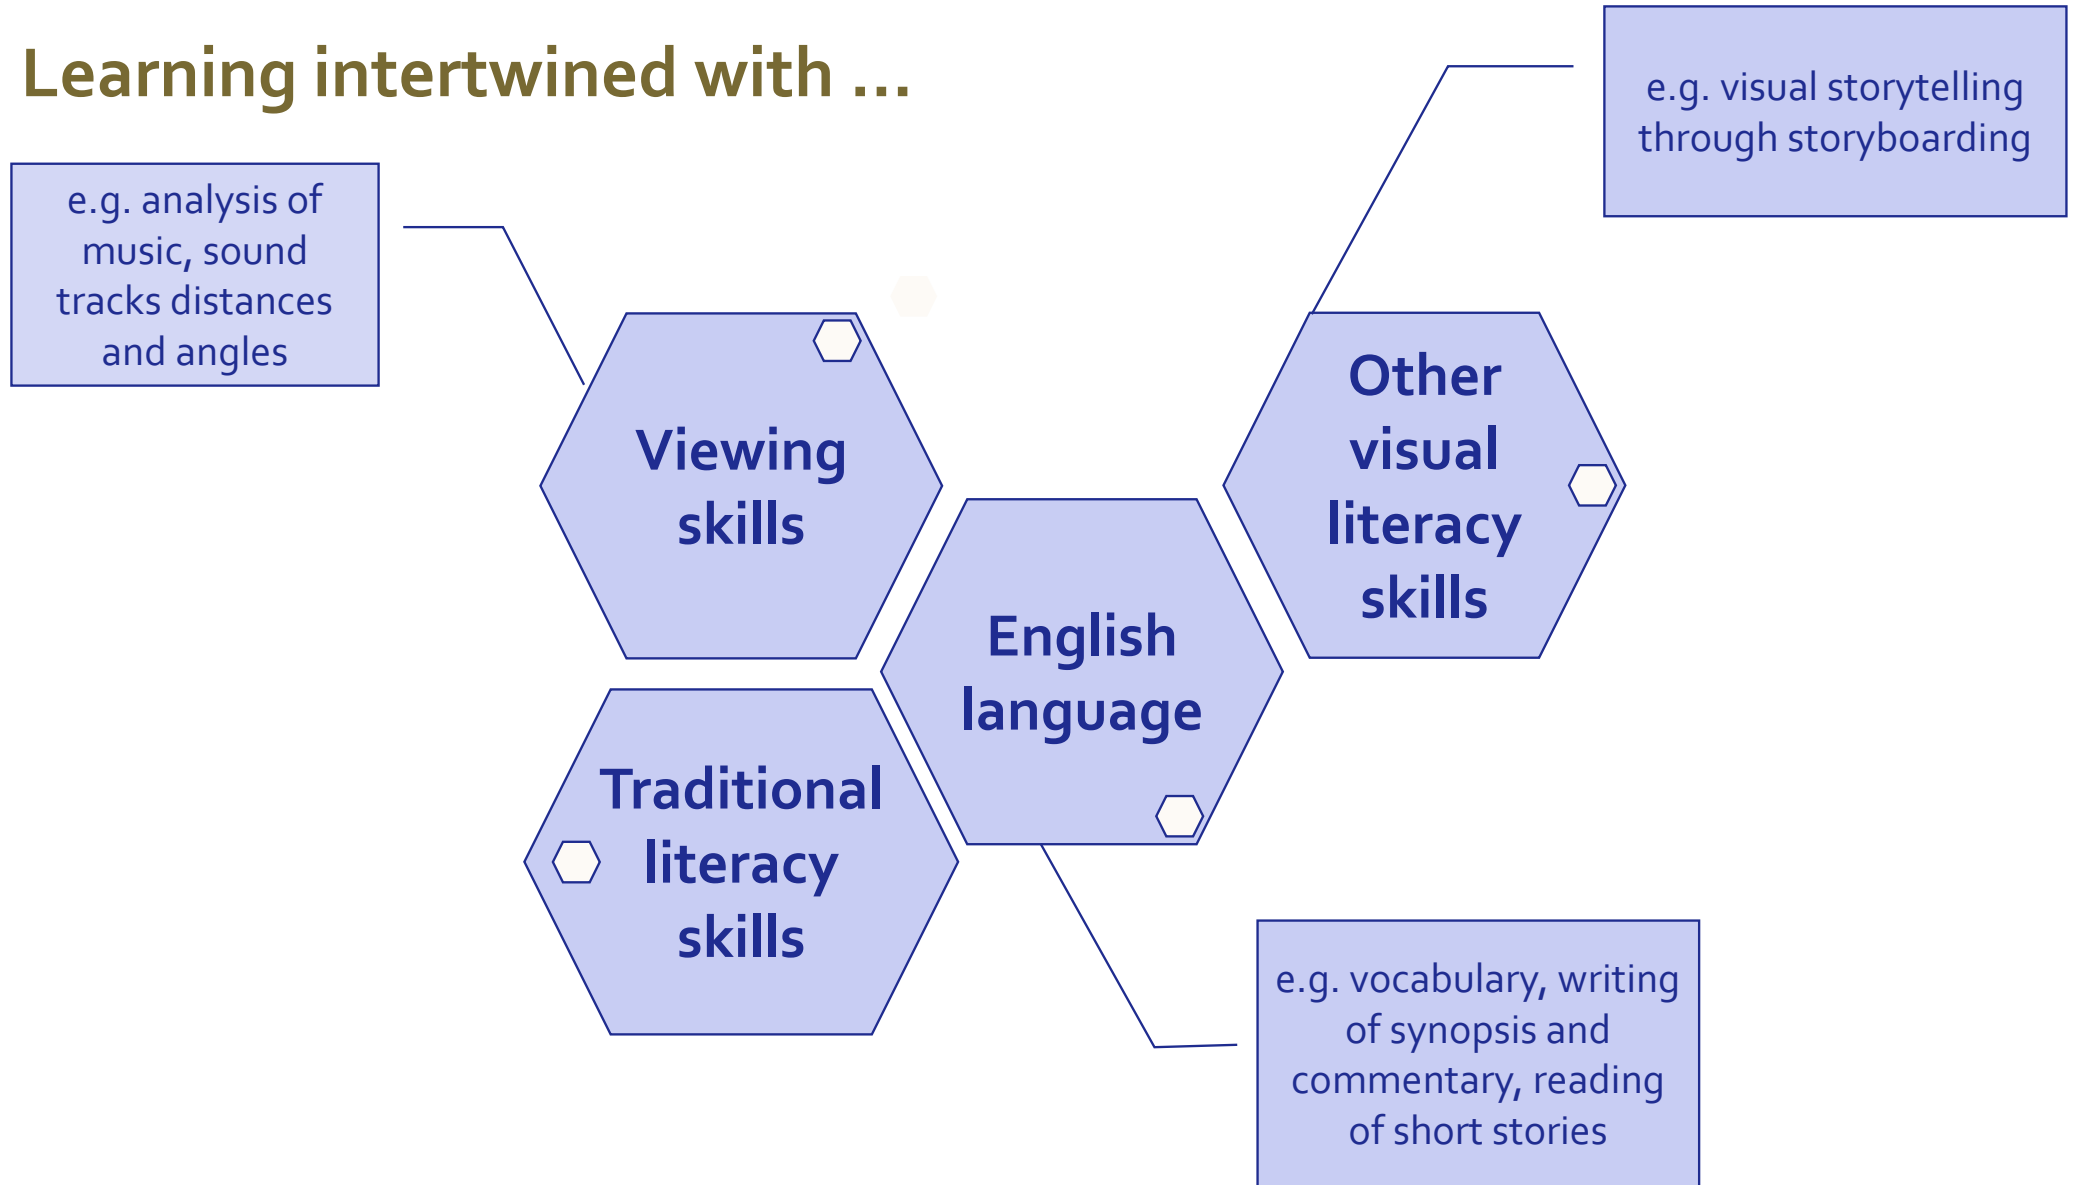 Learning intertwined with ...
e.g. visual storytelling
through storyboarding
e.g. analysis of
music, sound
tracks distances
and angles
Viewing
skills
Other
visual
literacy
skills
English
language
Traditional
literacy
skills
e.g. vocabulary, writing
of synopsis and
commentary, reading
of short stories